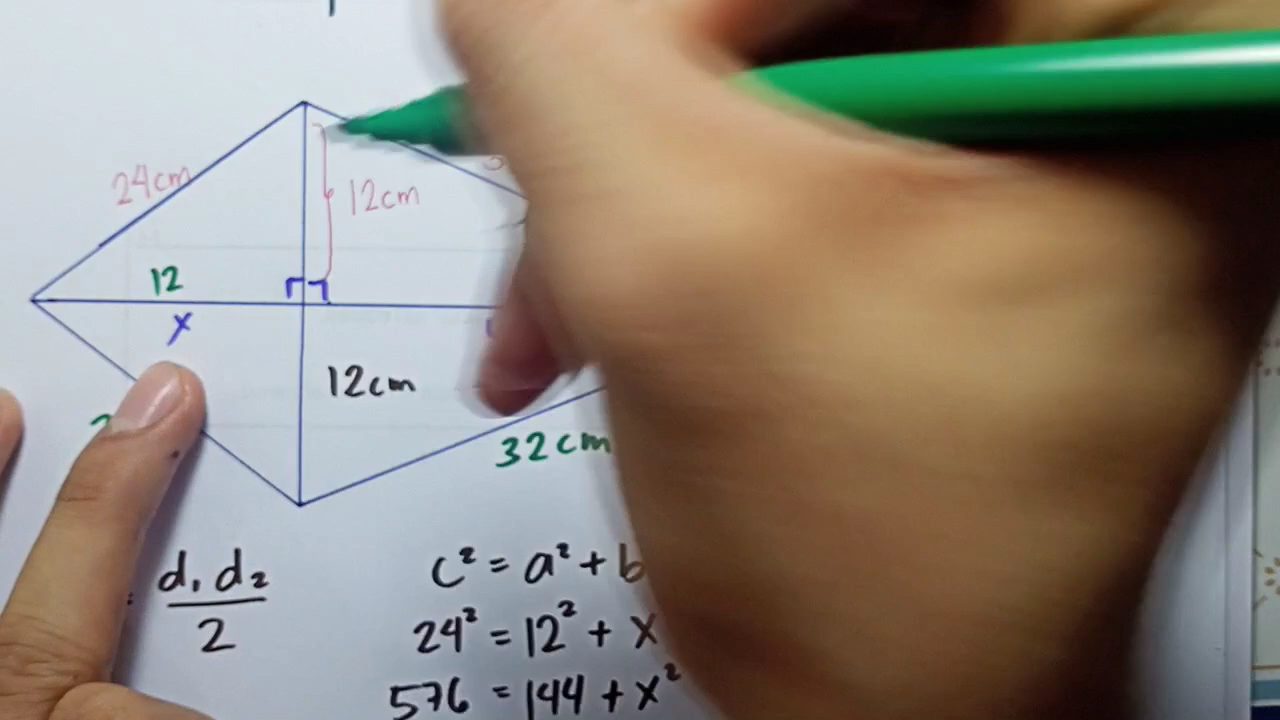 24cm
12cm
12
x
12cm
32cm
d₁ d₂
2
c² = a² + b
24² = 12² + x
576 = 144 + x²